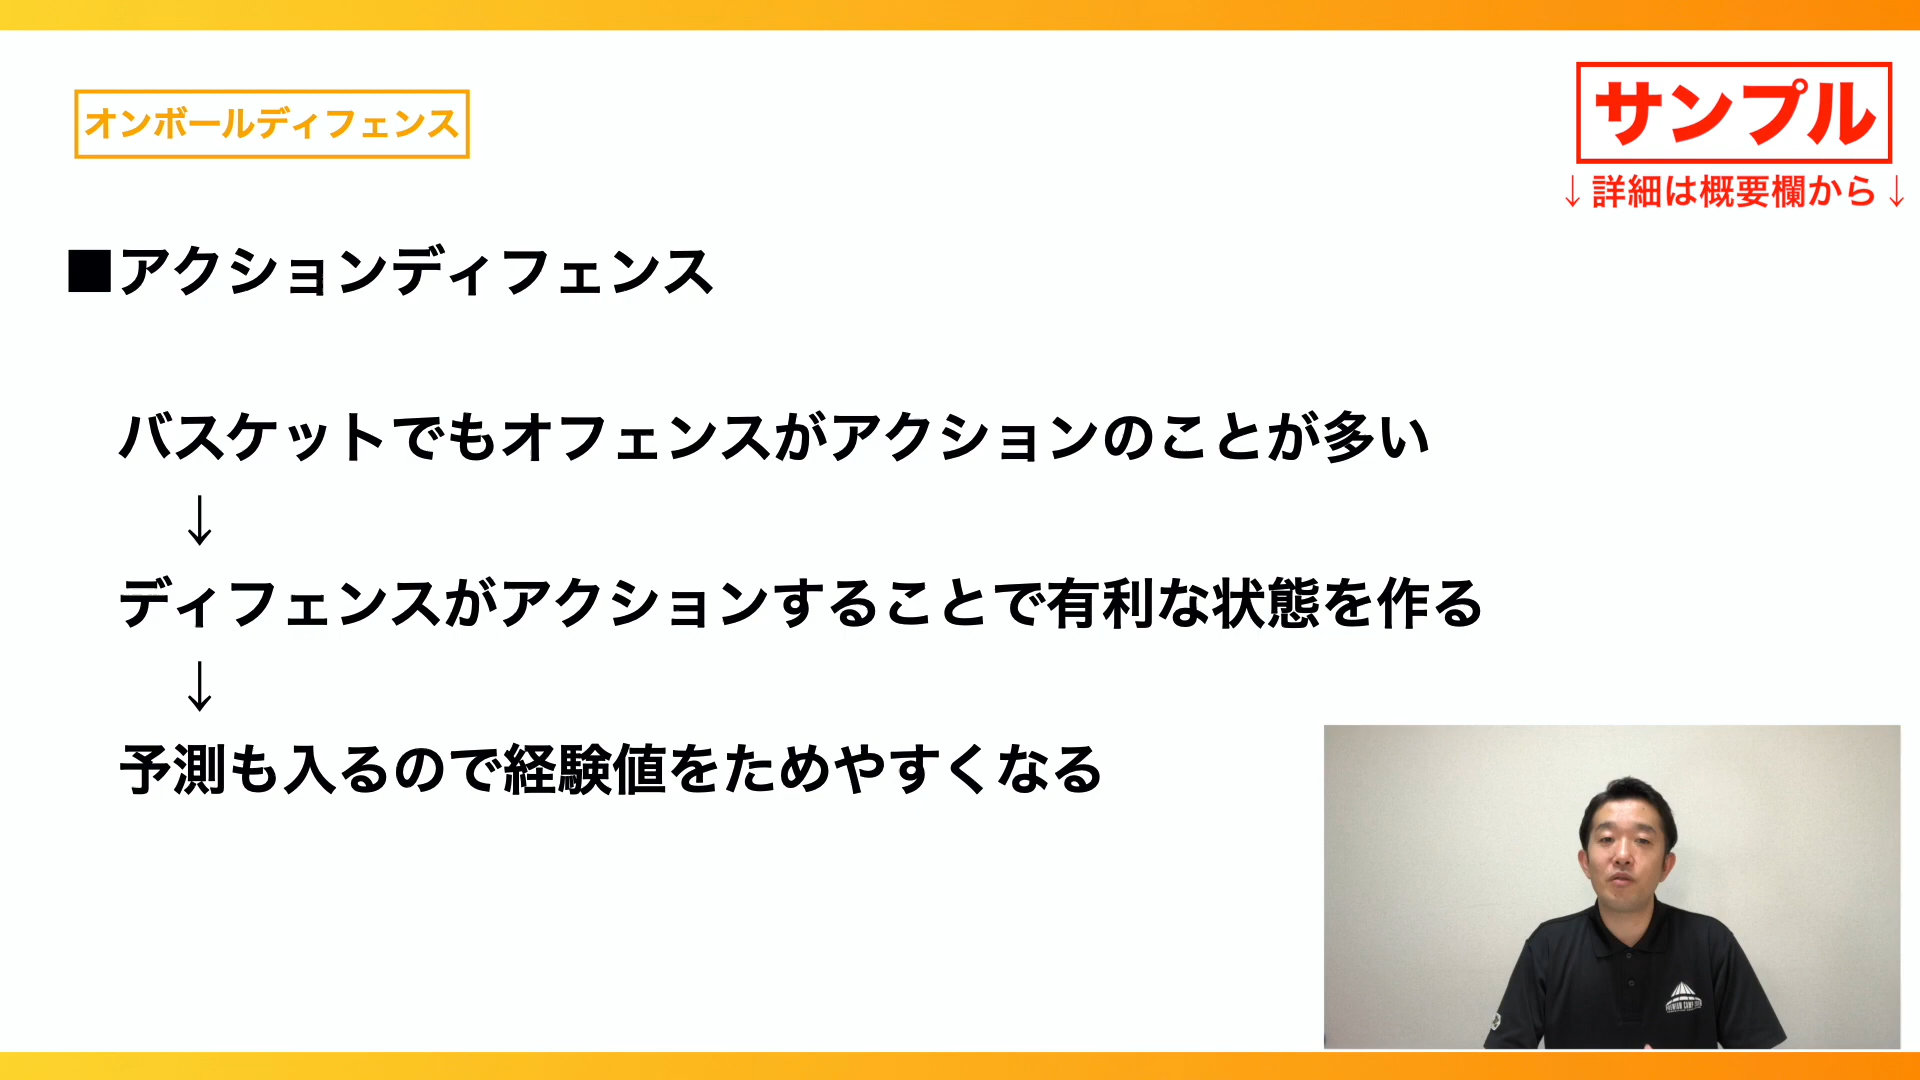 オンボールディフェンス
サンプル
↓詳細は概要欄から↓
■アクションディフェンス
バスケットでもオフェンスがアクションのことが多い
↓
ディフェンスがアクションすることで有利な状態を作る
↓
予測も入るので経験値をためやすくなる